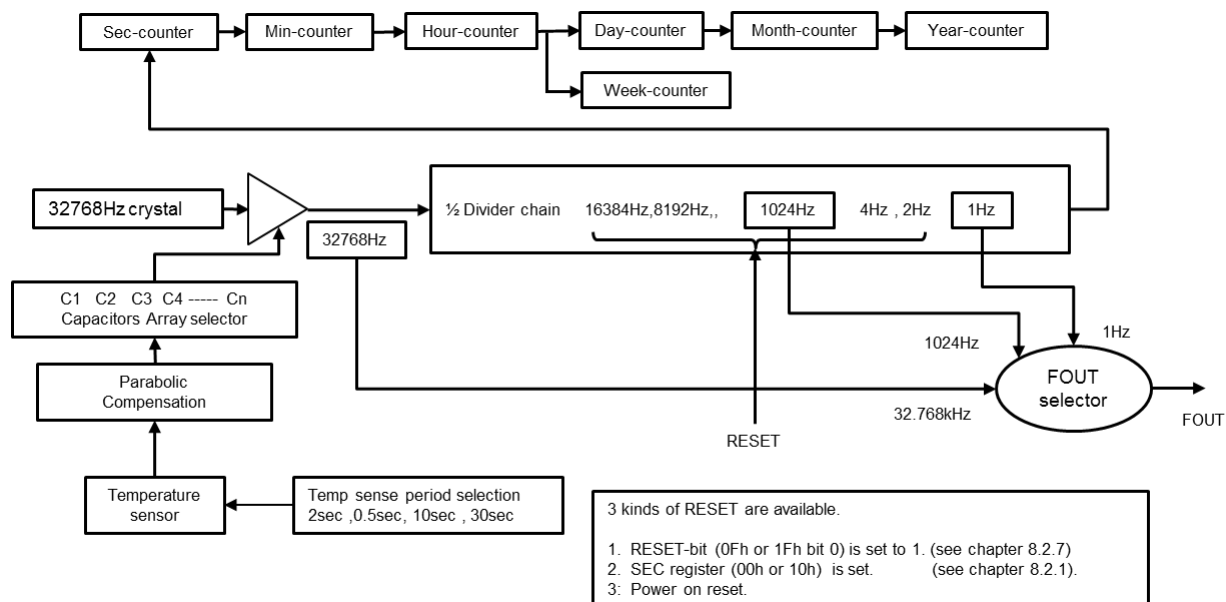 Sec-counter
Min-counter
Hour-counter
Day-counter
Month-counter
Year-counter
Week-counter
32768Hz crystal
32768Hz
½ Divider chain
16384Hz,8192Hz,,
1024Hz
4Hz , 2Hz
1Hz
C1 C2 C3 C4 ----- Cn
Capacitors Array selector
Parabolic
Compensation
Temperature
sensor
Temp sense period selection
2sec ,0.5sec, 10sec , 30sec
RESET
1024Hz
1Hz
32.768kHz
FOUT
selector
FOUT
3 kinds of RESET are available.
1. RESET-bit (0Fh or 1Fh bit 0) is set to 1. (see chapter 8.2.7)
2. SEC register (00h or 10h) is set. (see chapter 8.2.1).
3: Power on reset.